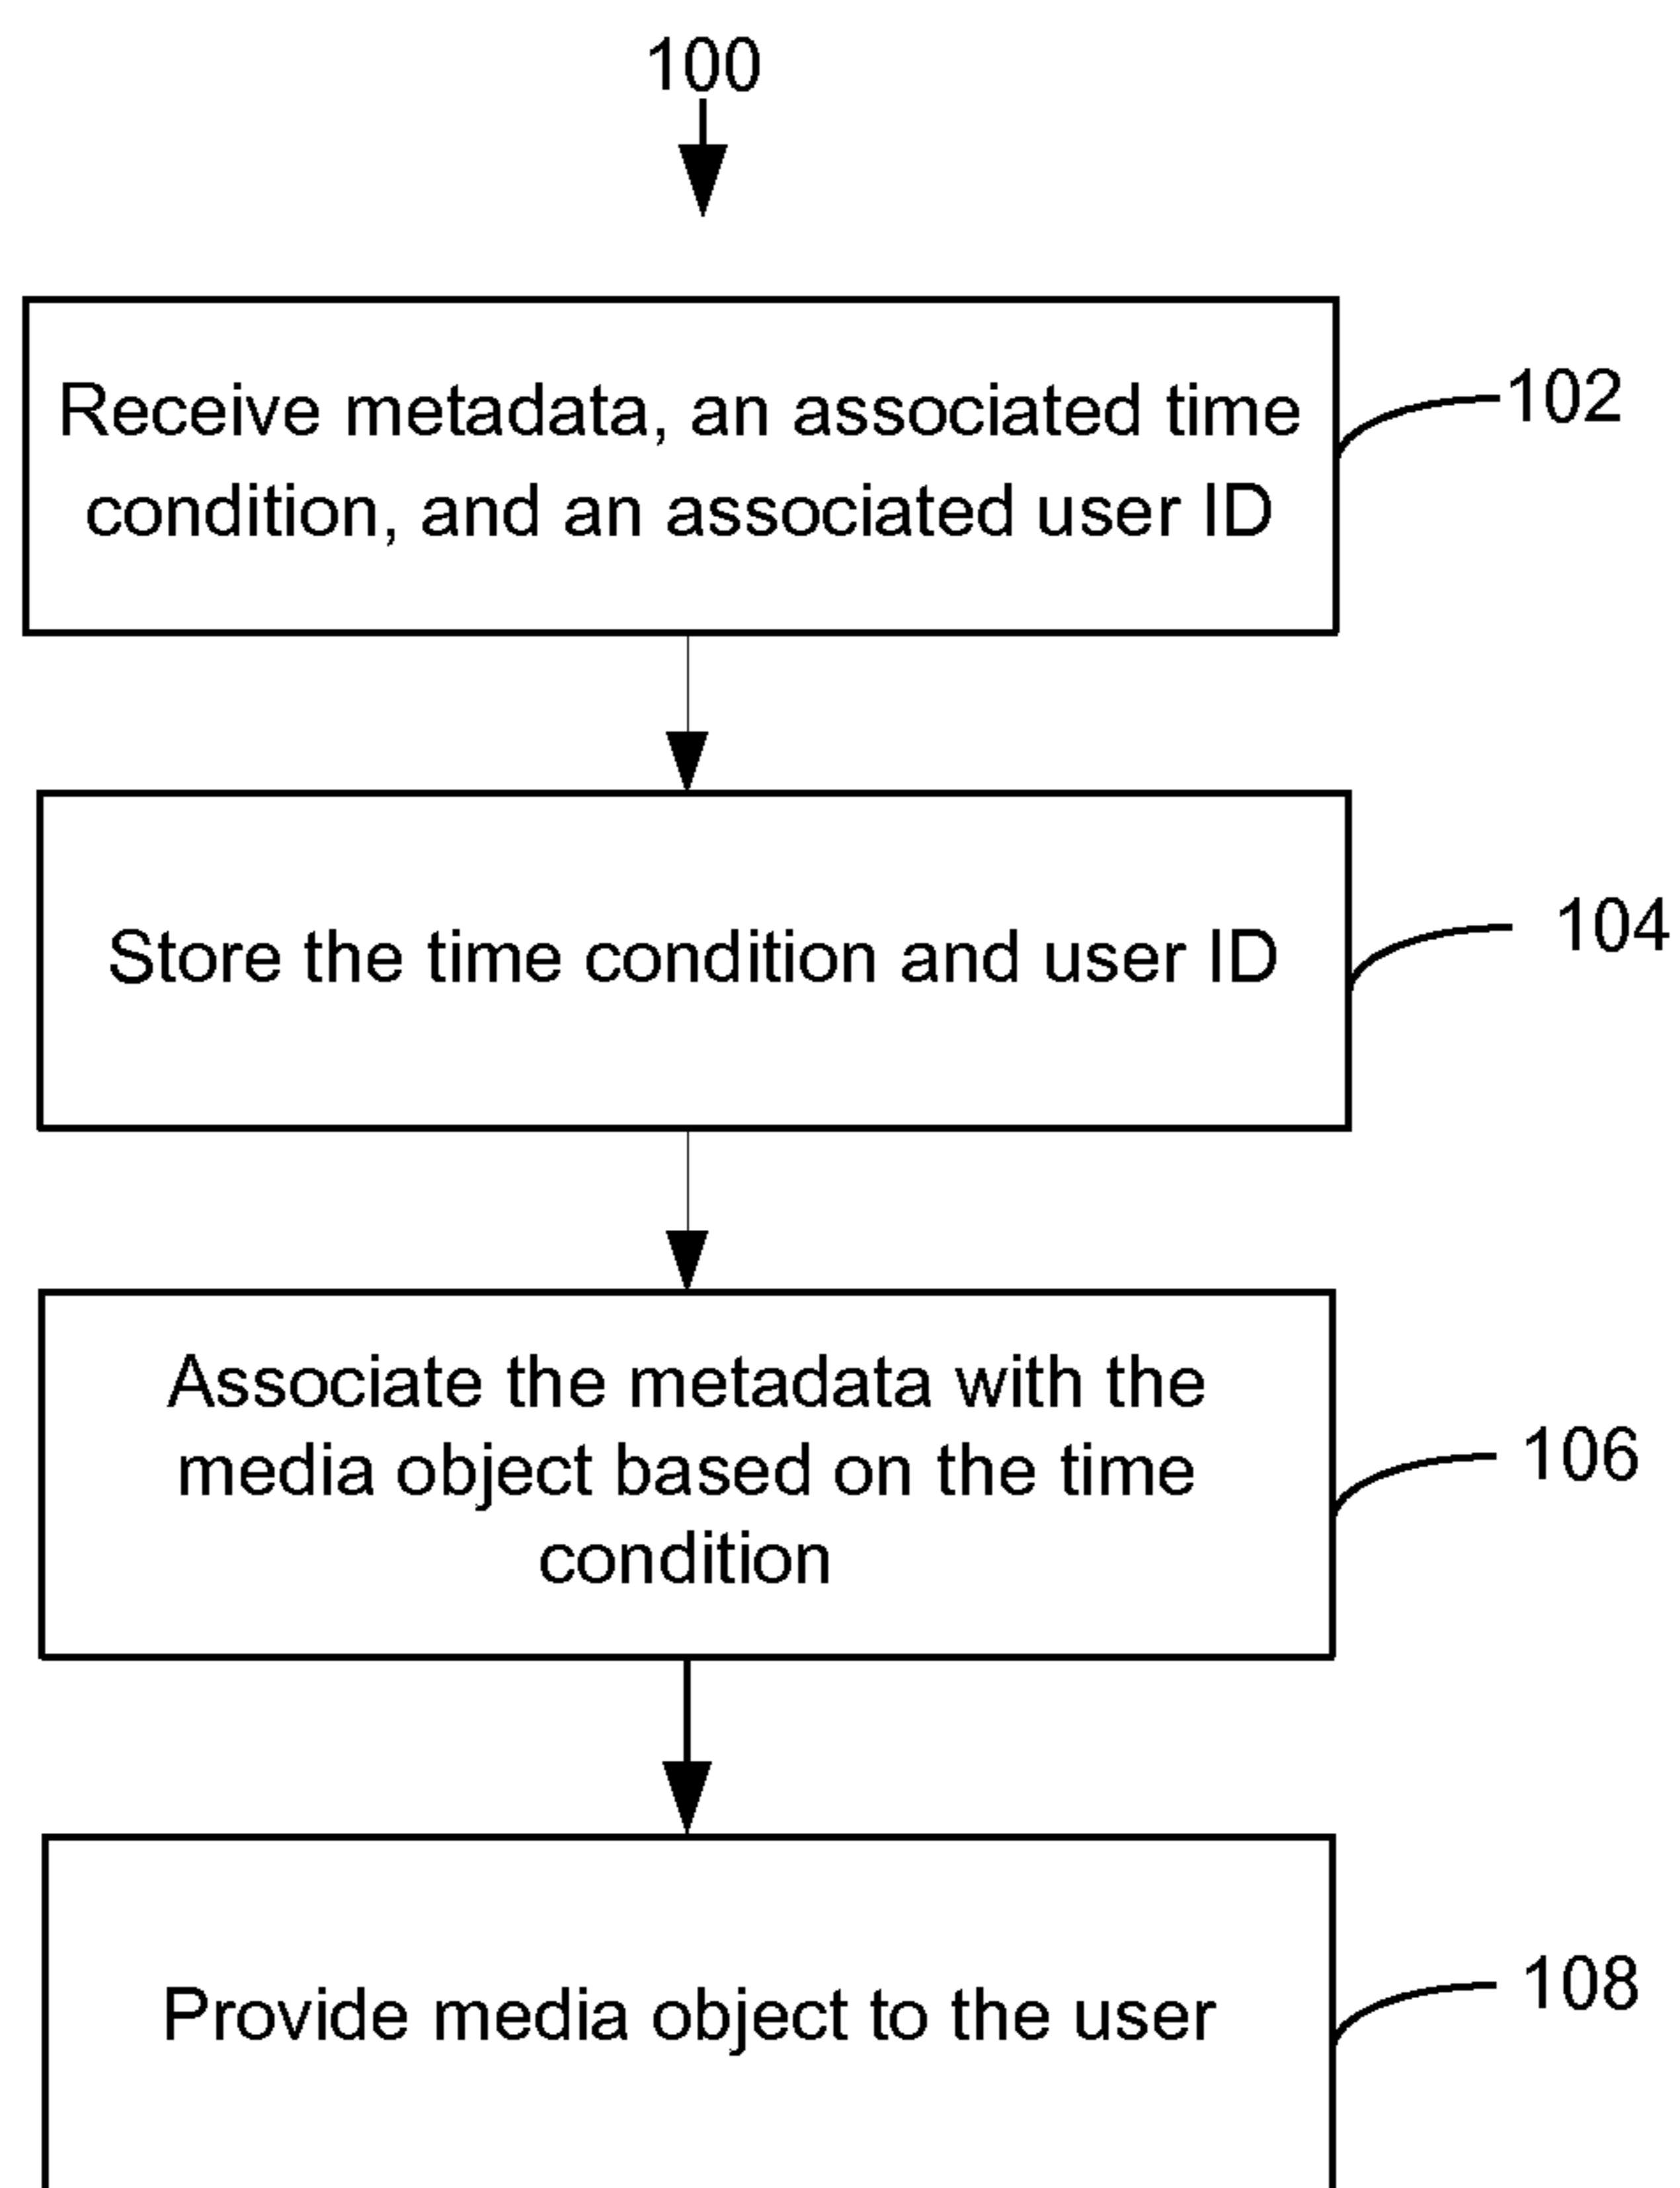 100
Receive metadata, an associated time
condition, and an associated user ID
102
Store the time condition and user ID
104
Associate the metadata with the
media object based on the time
condition
106
Provide media object to the user
108